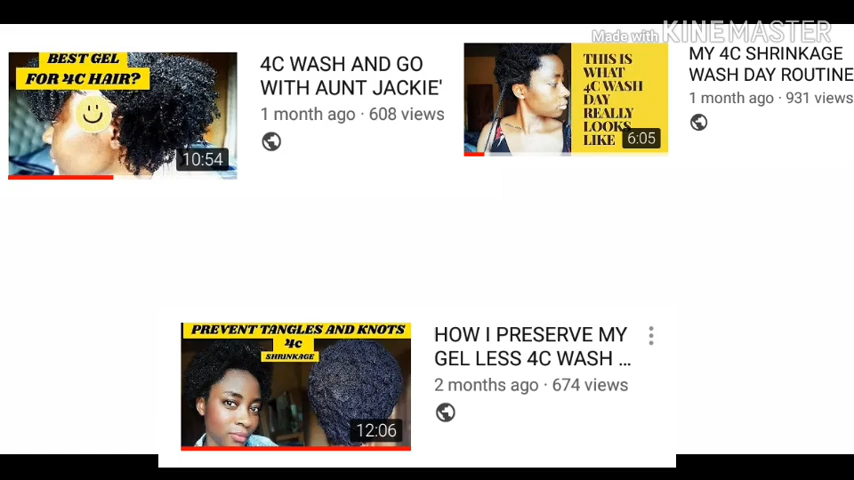 Made with KINEMASTER
BEST GEL
FOR 4C HAIR?
10:54
4C WASH AND GO
WITH AUNT JACKIE'
1 month ago · 608 views
THIS IS
WHAT
4C WASH
DAY
REALLY
LOOKS
LIKE
6:05
MY 4C SHRINKAGE
WASH DAY ROUTINE
1 month ago · 931 views
PREVENT TANGLES AND KNOTS
4c
SHRINKAGE
12:06
HOW I PRESERVE MY
GEL LESS 4C WASH ...
2 months ago · 674 views